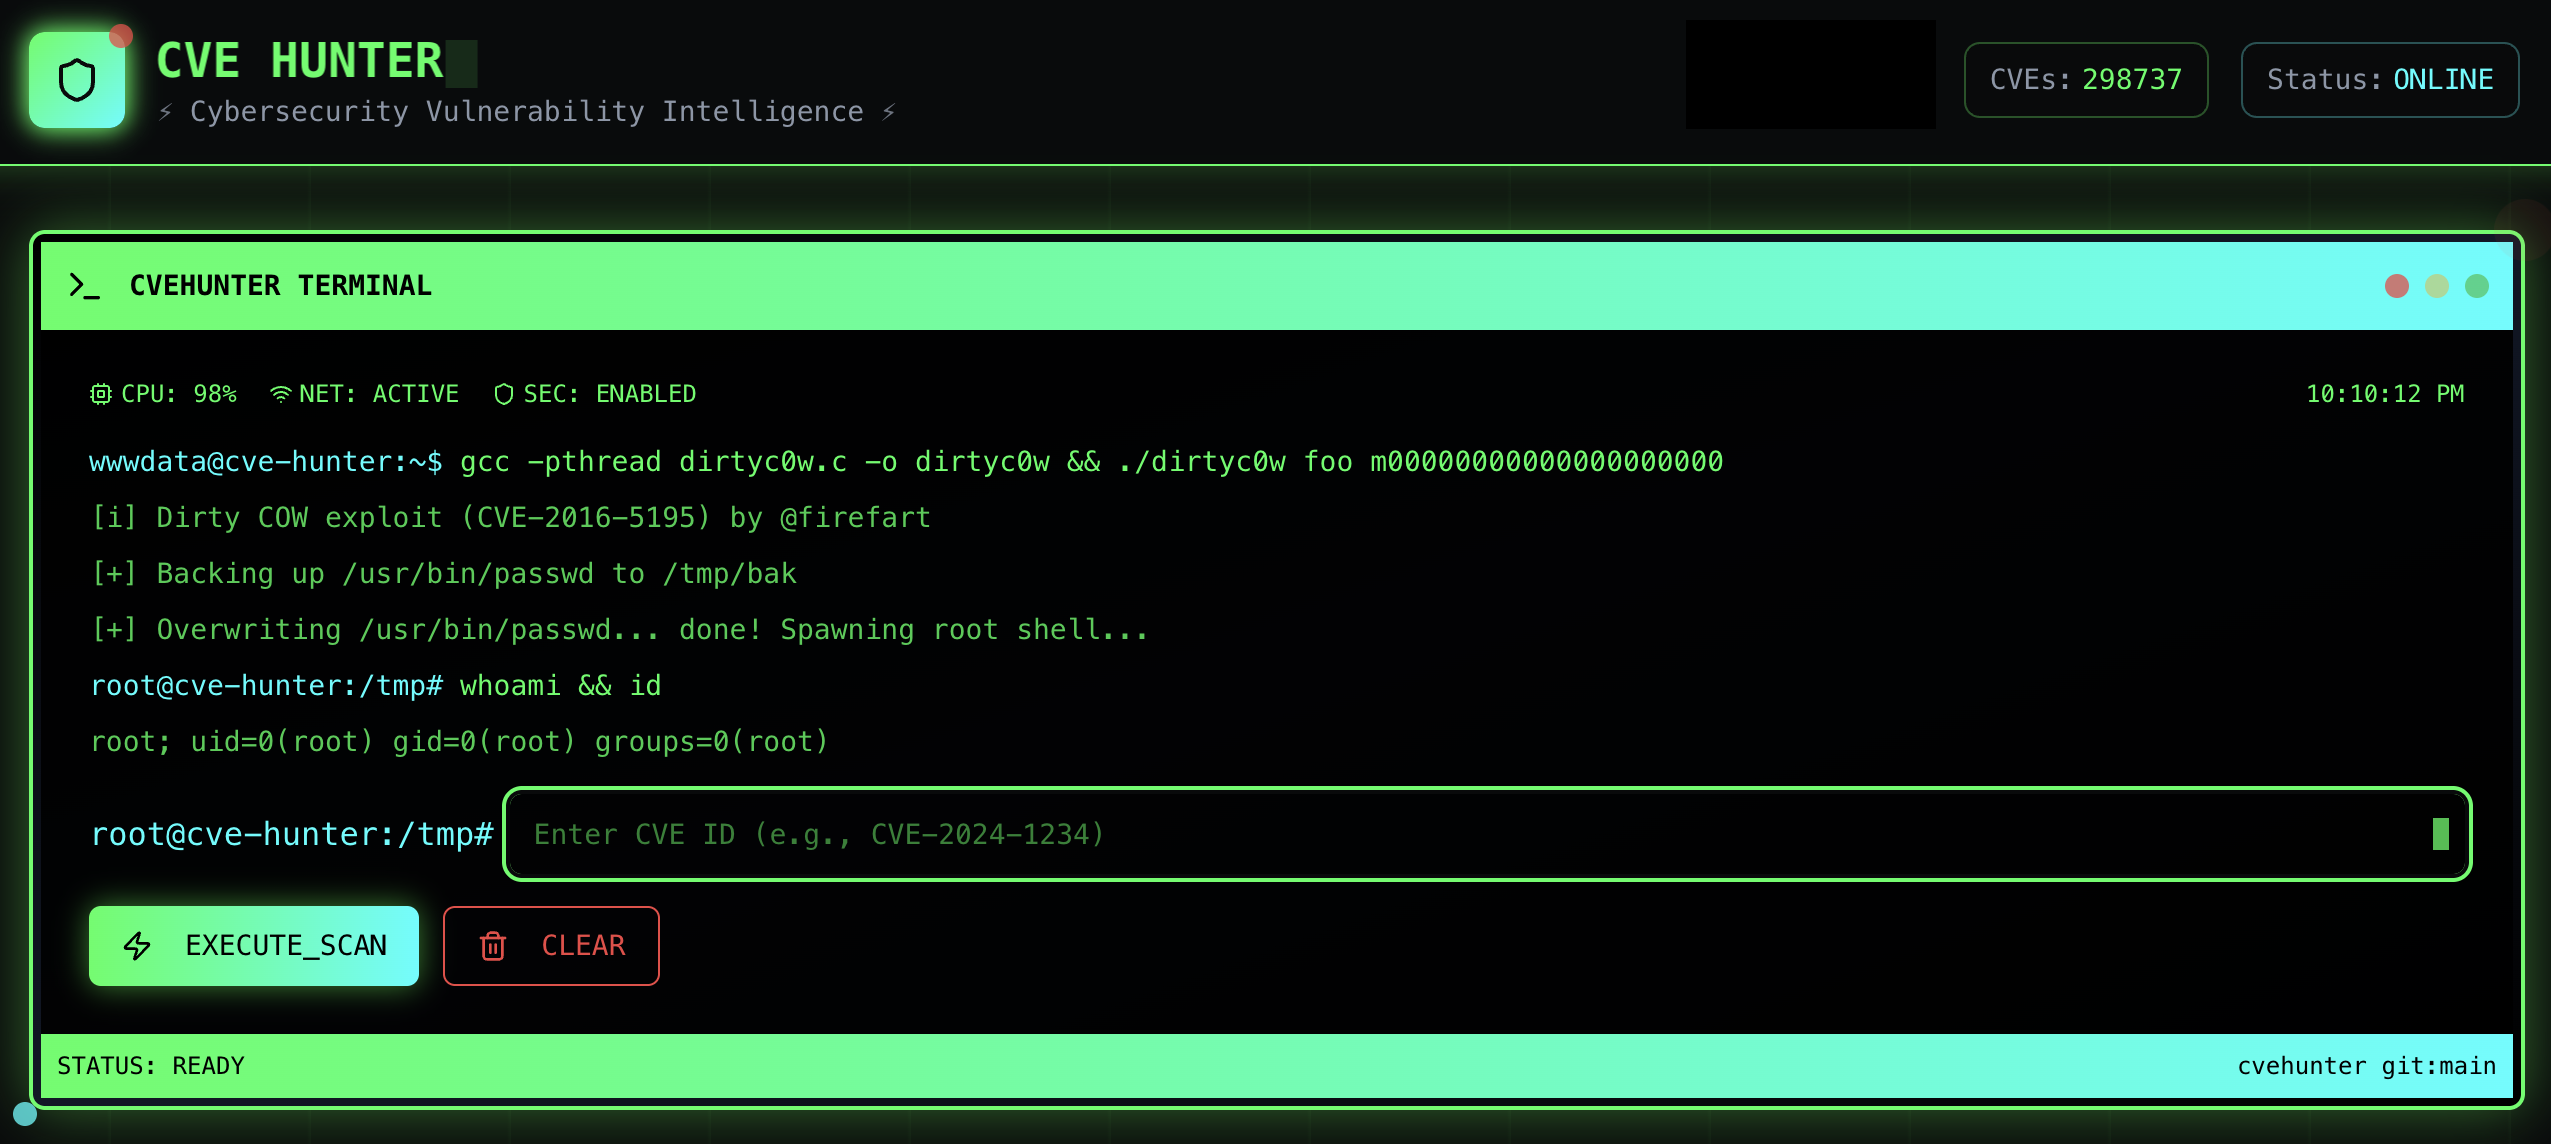 CVE HUNTER
⚡ Cybersecurity Vulnerability Intelligence ⚡
CVEs: 298737
Status: ONLINE
CVEHUNTER TERMINAL
CPU: 98% NET: ACTIVE SEC: ENABLED 10:10:12 PM
wwwdata@cve-hunter:~$ gcc -pthread dirtyc0w.c -o dirtyc0w && ./dirtyc0w foo m0000000000000000000
[i] Dirty COW exploit (CVE-2016-5195) by @firefart
[+] Backing up /usr/bin/passwd to /tmp/bak
[+] Overwriting /usr/bin/passwd... done! Spawning root shell...
root@cve-hunter:/tmp# whoami && id
root; uid=0(root) gid=0(root) groups=0(root)
root@cve-hunter:/tmp# Enter CVE ID (e.g., CVE-2024-1234)
EXECUTE_SCAN CLEAR
STATUS: READY cvehunter git:main